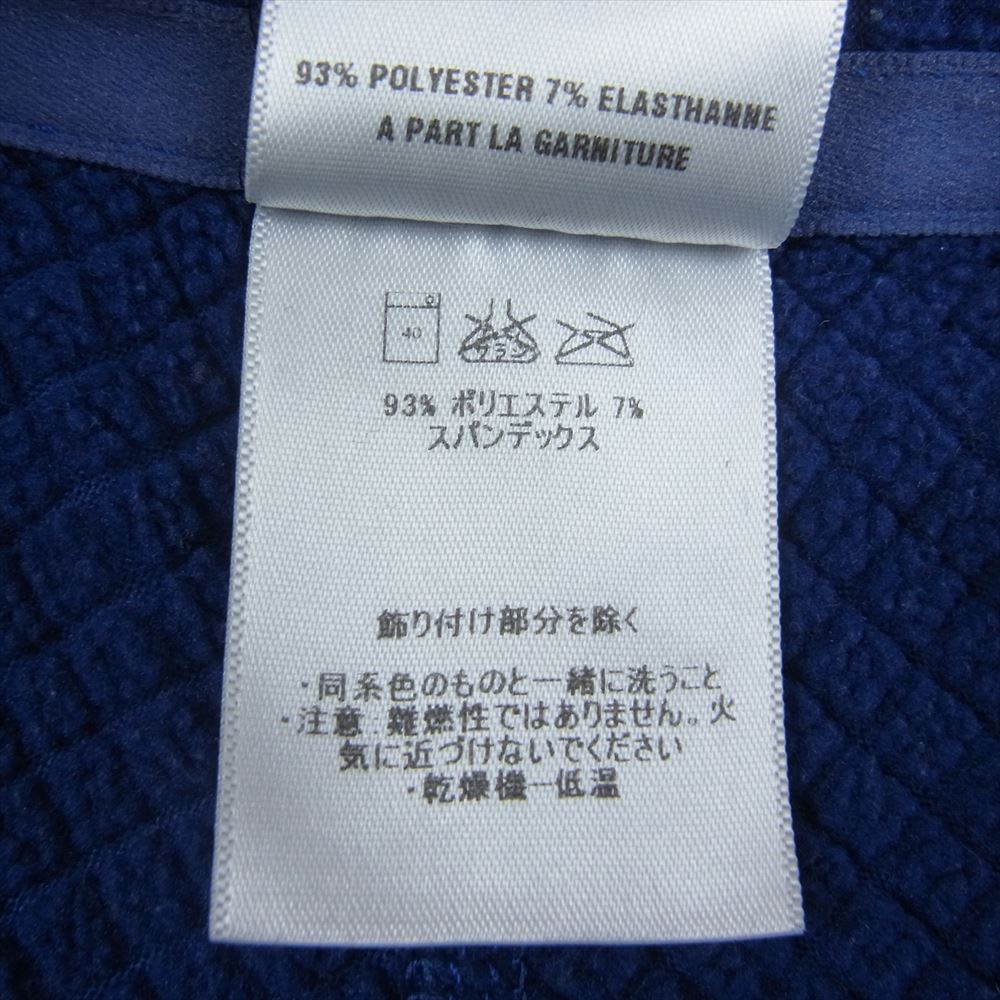 93% POLYESTER 7% ELASTHANNE
A PART LA GARNITURE
40
93% ポリエステル 7%
スパンデックス
飾り付け部分を除く
・同系色のものと一緒に洗うこと
・注意:難燃性ではありません。火
気に近づけないでください
・乾燥機ー低温